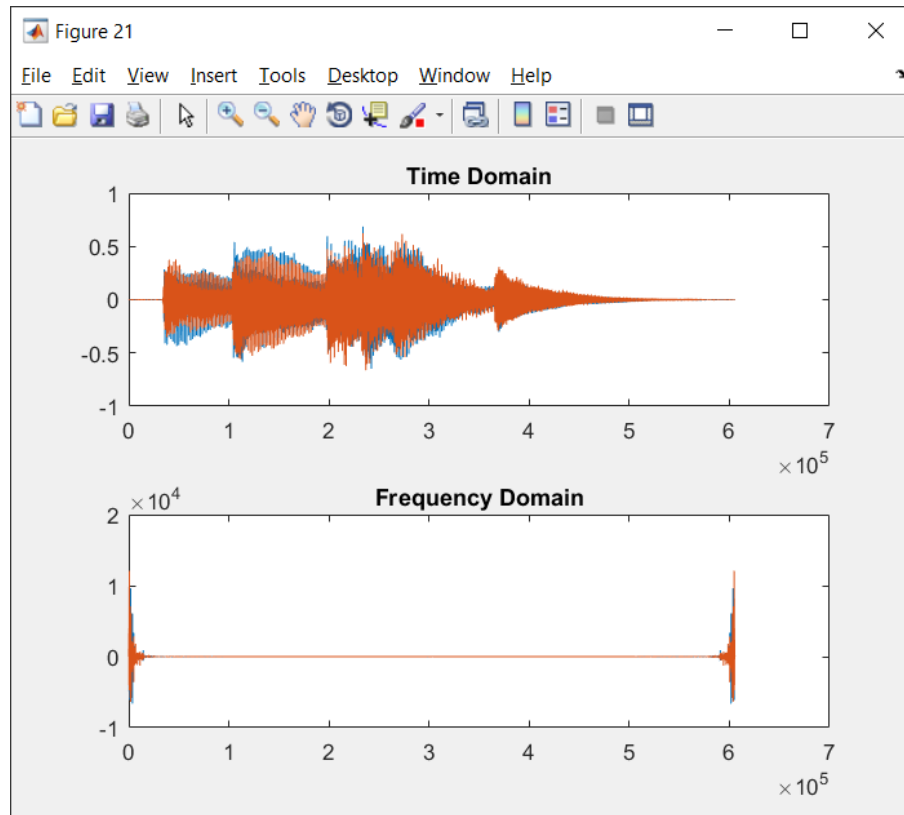 Figure 21
File Edit View Insert Tools Desktop Window Help
Time Domain
1
0.5
0
-0.5
-1
0 1 2 3 4 5 6 7
×10^5
Frequency Domain
×10^4
2
1
0
-1
0 1 2 3 4 5 6 7
×10^5